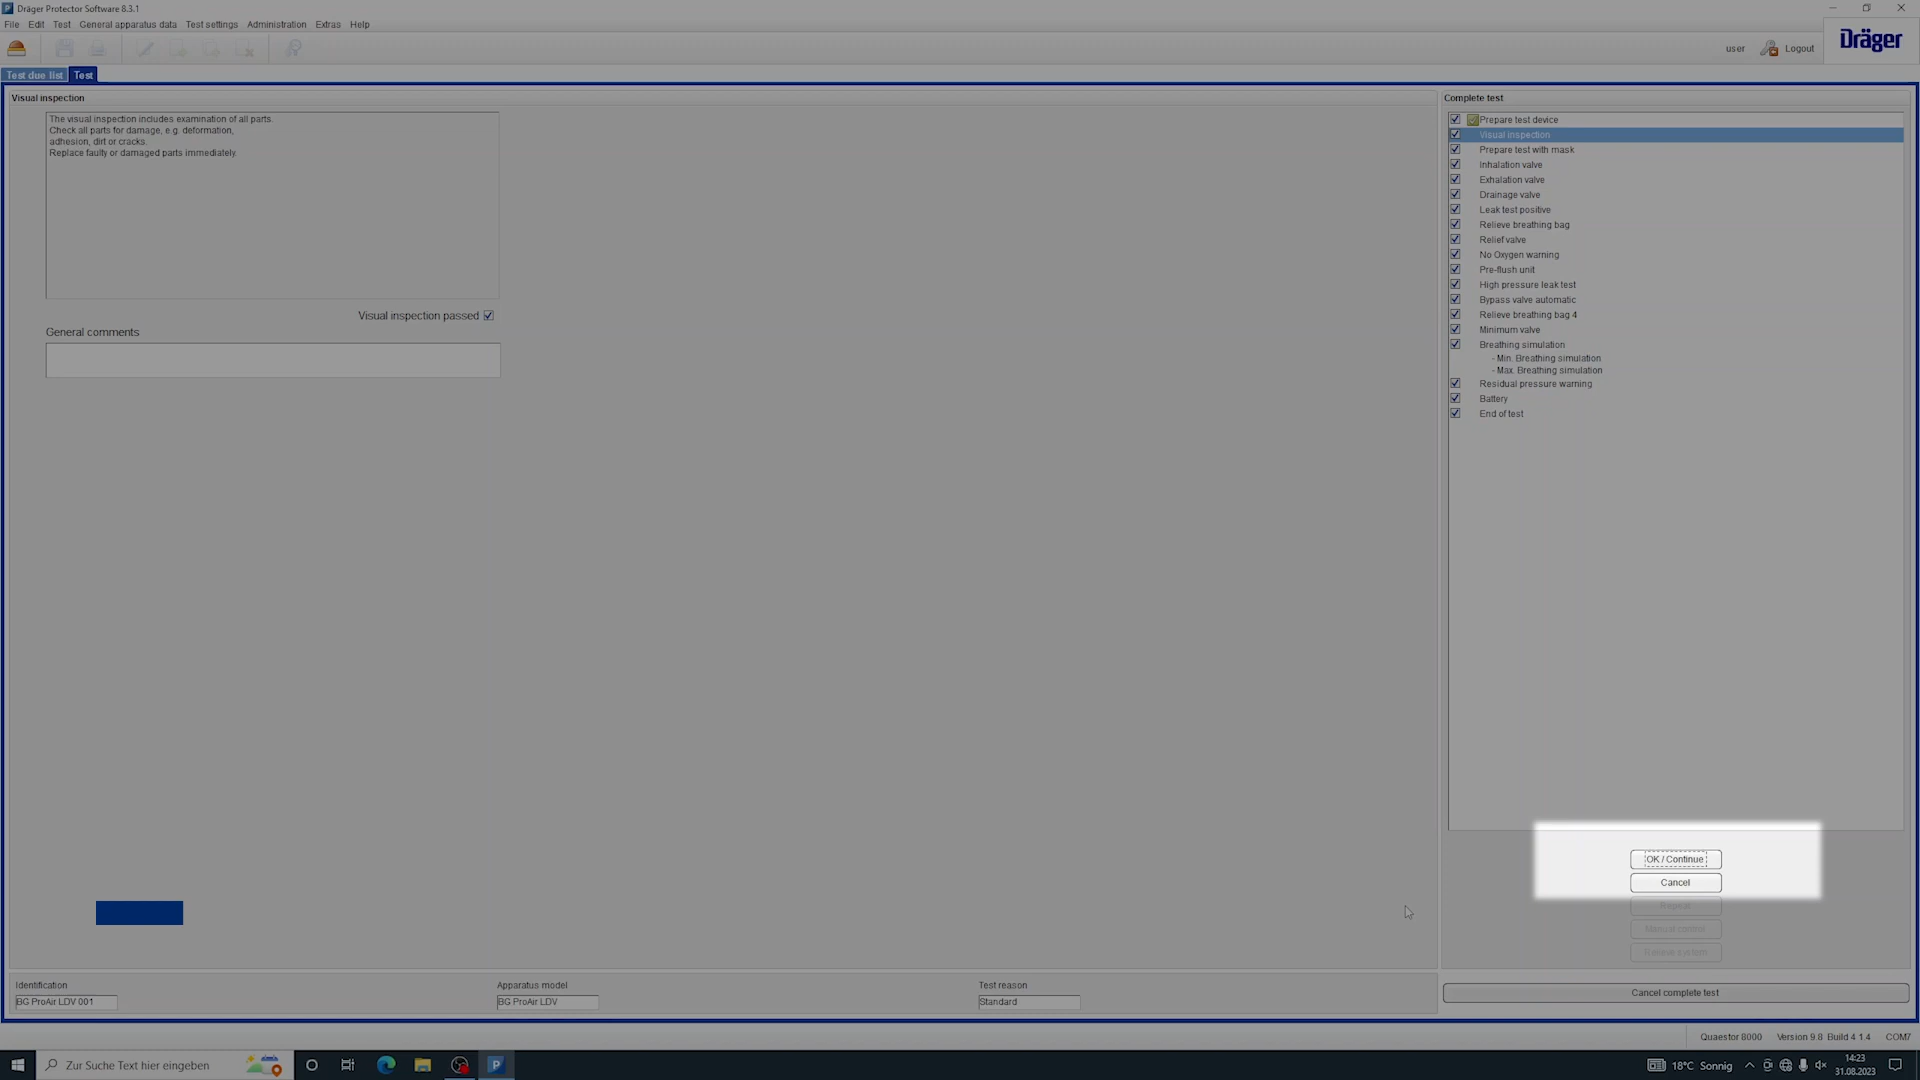 Dräger Protector Software 8.3.1
File Edit Test General apparatus data Test settings Administration Extras Help
user Logout
Dräger
Test due list Test
Visual inspection
The visual inspection includes examination of all parts.
Check all parts for damage, e.g. deformation,
adhesion, dirt or cracks.
Replace faulty or damaged parts immediately.
Visual inspection passed
General comments
Complete test
Prepare test device
Visual inspection
Prepare test with mask
Inhalation valve
Exhalation valve
Drainage valve
Leak test positive
Relieve breathing bag
Relief valve
No Oxygen warning
Pre-flush unit
High pressure leak test
Bypass valve automatic
Relieve breathing bag 4
Minimum valve
Breathing simulation
- Min. Breathing simulation
- Max. Breathing simulation
Residual pressure warning
Battery
End of test
OK / Continue
Cancel
Repeat
Manual control
Relieve system
Cancel complete test
Identification Apparatus model Test reason
BG ProAir LDV 001 BG ProAir LDV Standard
Quaestor 8000 Version 9.8 Build 4.1.4 COM7
Zur Suche Text hier eingeben
18°C Sonnig
14:23
31.08.2023